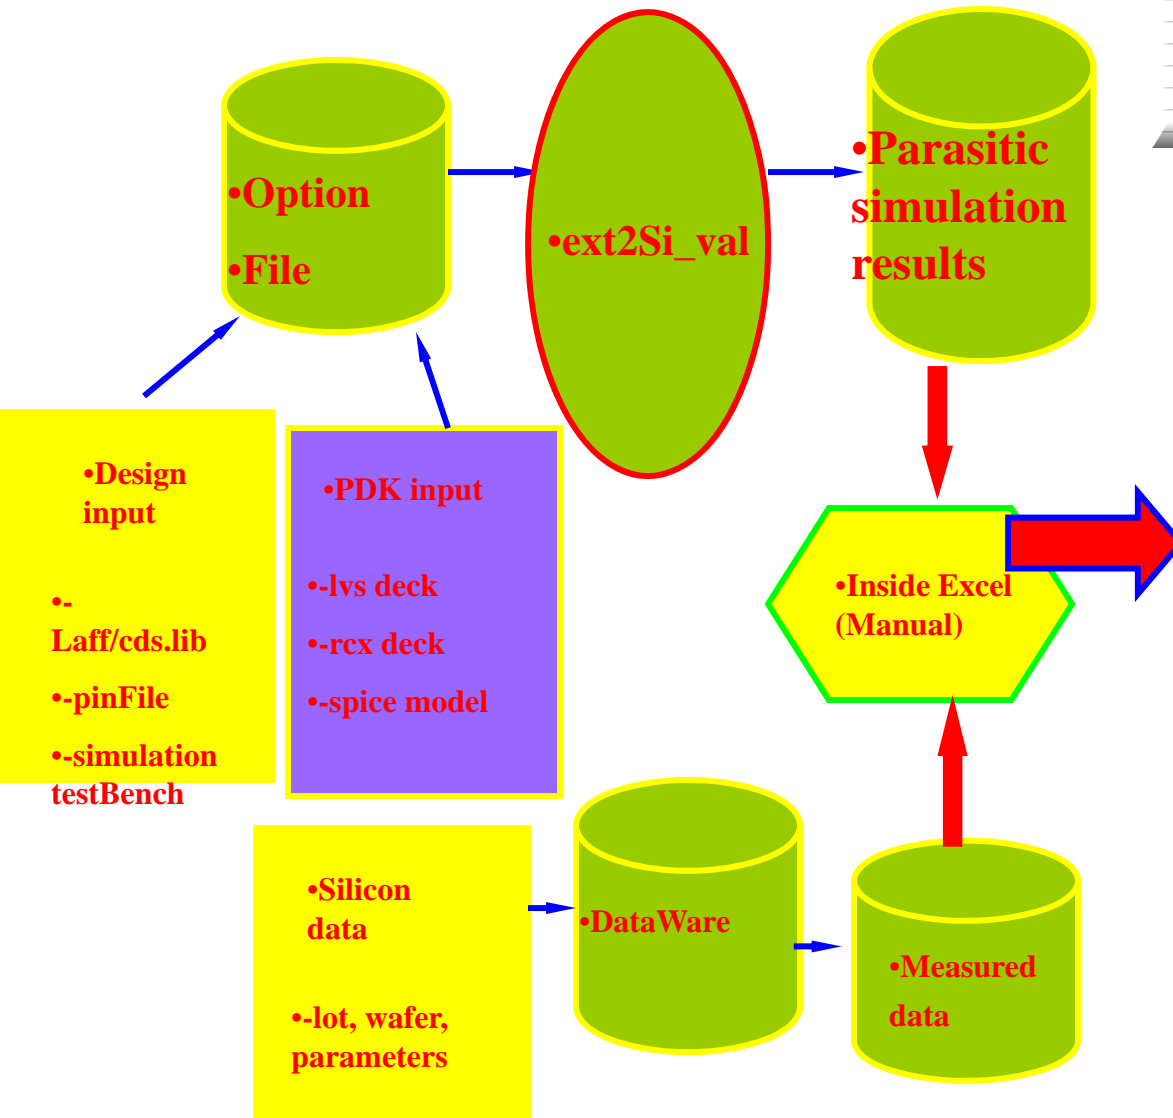 •Option
•File
•ext2Si_val
•Parasitic
simulation
results
•Design
input
•-
Laff/cds.lib
•-pinFile
•-simulation
testBench
•PDK input
•-lvs deck
•-rcx deck
•-spice model
•Inside Excel
(Manual)
•Silicon
data
•-lot, wafer,
parameters
•DataWare
•Measured
data